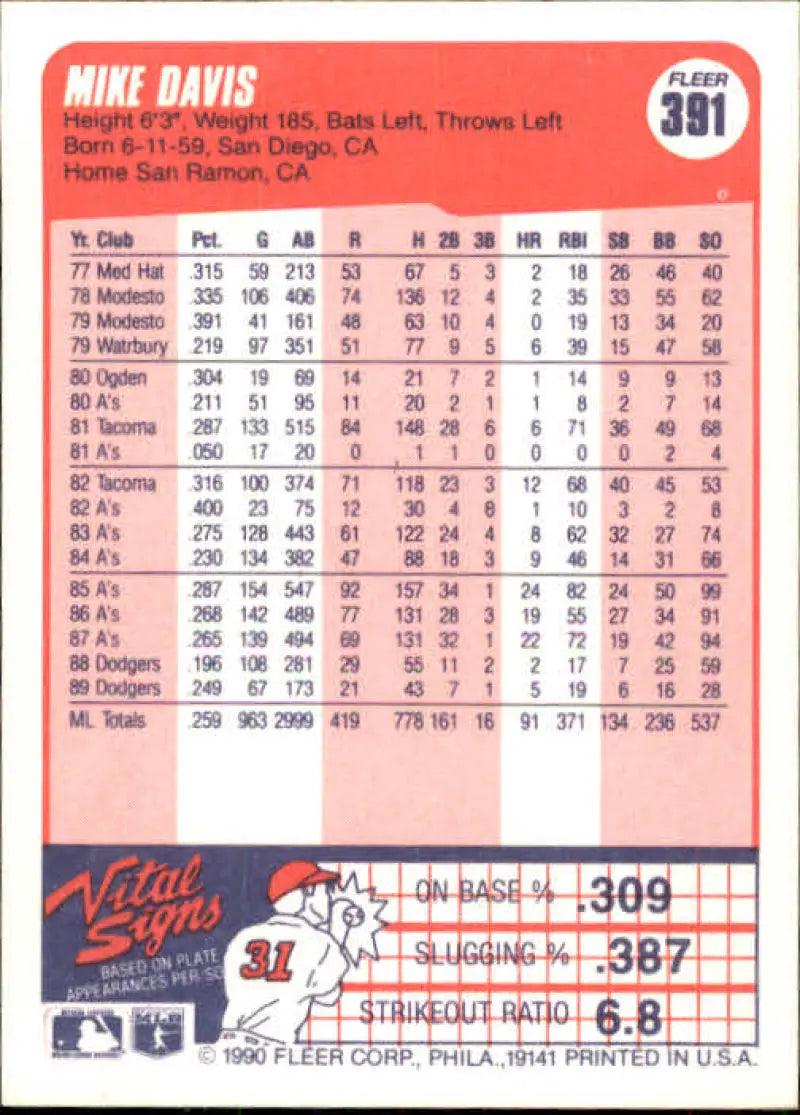 MIKE DAVIS
FLEER
391
Height 6'3", Weight 185, Bats Left, Throws Left
Born 6-11-59, San Diego, CA
Home San Ramon, CA
Yr. Club Pct. G AB R H 2B 3B HR RBI SB BB SO
77 Med Hat .315 59 213 53 67 5 3 2 18 26 46 40
78 Modesto .335 106 406 74 136 12 4 2 35 33 55 62
79 Modesto .391 41 161 48 63 10 4 0 19 13 34 20
79 Watrbury .219 97 351 51 77 9 5 6 39 15 47 58
80 Ogden .304 19 69 14 21 7 2 1 14 9 9 13
80 A's .211 51 95 11 20 2 1 1 8 2 7 14
81 Tacoma .287 133 515 84 148 28 6 6 71 36 49 68
81 A's .050 17 20 0 1 1 0 0 0 0 2 4
82 Tacoma .316 100 374 71 118 23 3 12 68 40 45 53
82 A's .400 23 75 12 30 4 0 1 10 3 2 8
83 A's .275 128 443 61 122 24 4 8 62 32 27 74
84 A's .230 134 382 47 88 18 3 9 46 14 31 66
85 A's .287 154 547 92 157 34 1 24 82 24 50 99
86 A's .268 142 489 77 131 28 3 19 55 27 34 91
87 A's .265 139 494 69 131 32 1 22 72 19 42 94
88 Dodgers .196 108 281 29 55 11 2 2 17 7 25 59
89 Dodgers .249 67 173 21 43 7 1 5 19 6 16 28
ML Totals .259 963 2999 419 778 161 16 91 371 134 236 537
Vital Signs
BASED ON PLATE
APPEARANCES PER SO
31
ON BASE % .309
SLUGGING % .387
STRIKEOUT RATIO 6.8
© 1990 FLEER CORP., PHILA.,19141 PRINTED IN U.S.A.